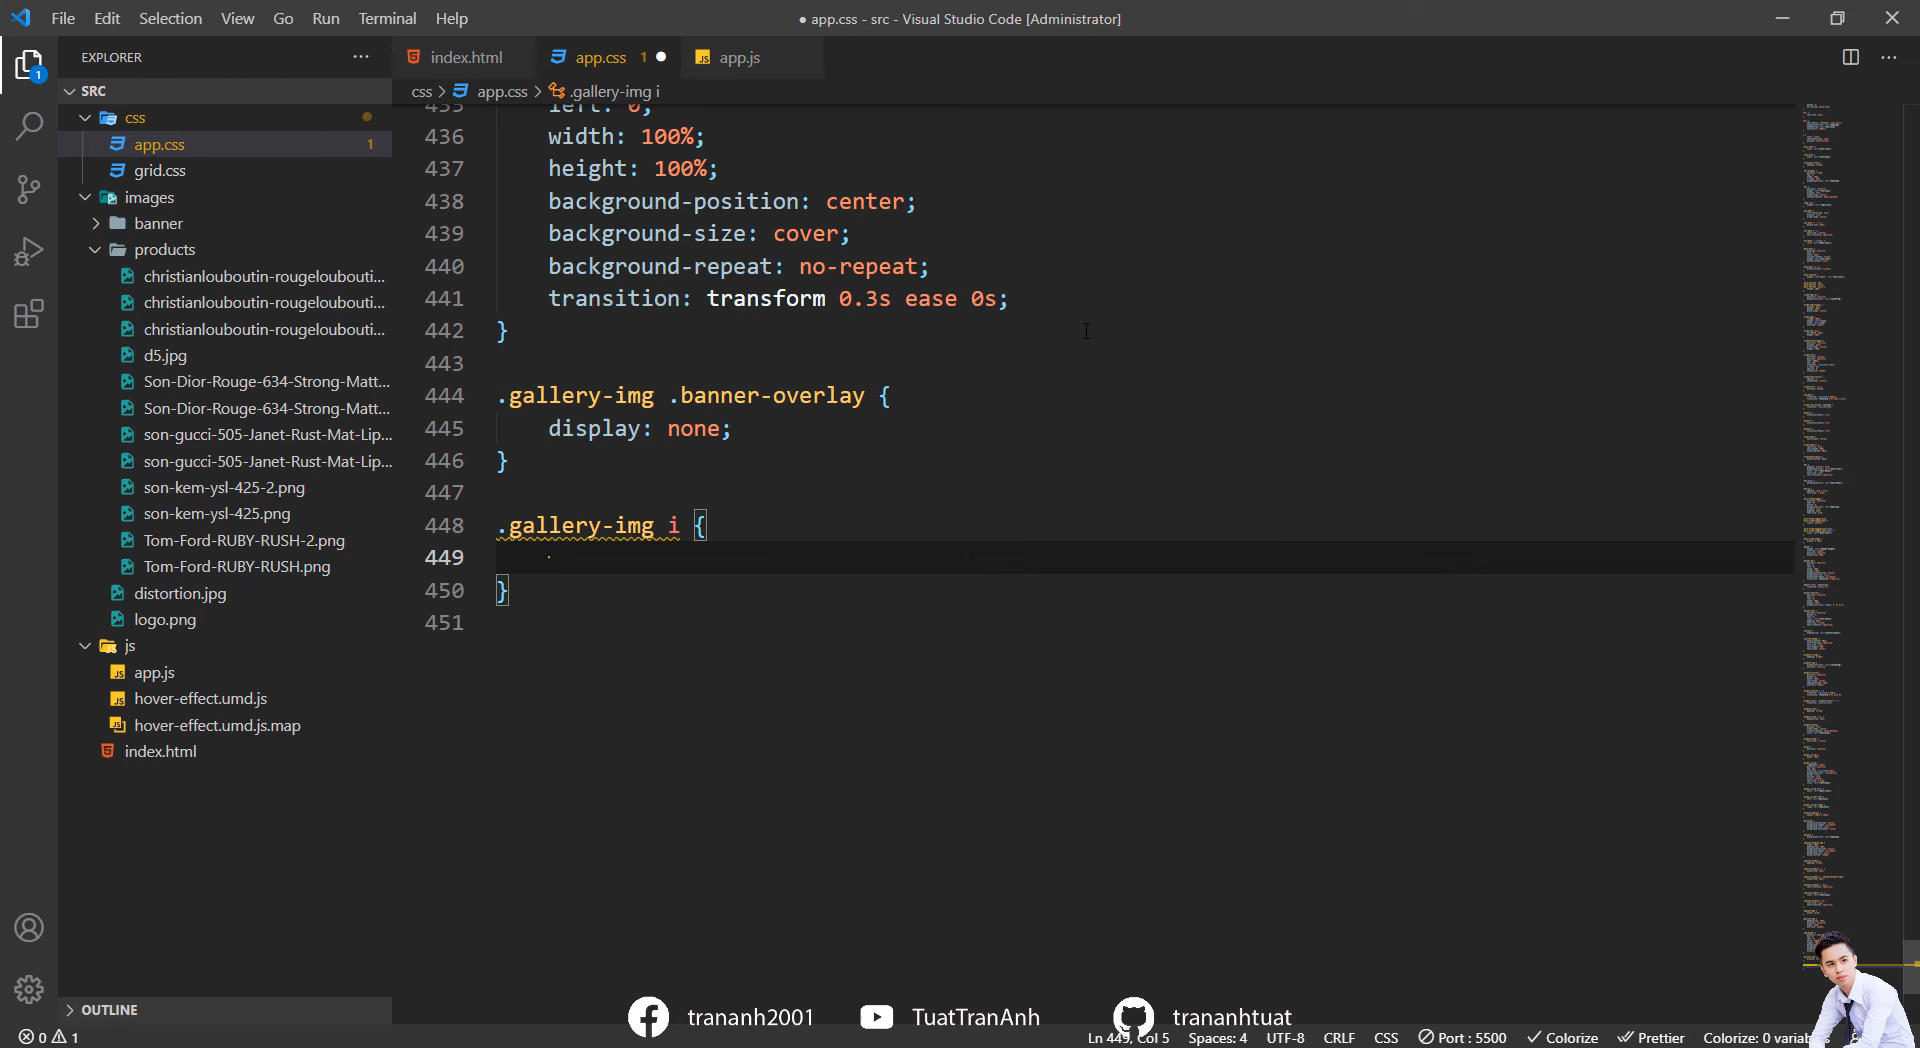 File Edit Selection View Go Run Terminal Help
● app.css - src - Visual Studio Code [Administrator]
EXPLORER
index.html
app.css 1
app.js
SRC
css > app.css > .gallery-img i
css
app.css 1
grid.css
images
banner
products
christianlouboutin-rougeloubouti...
christianlouboutin-rougeloubouti...
christianlouboutin-rougeloubouti...
d5.jpg
Son-Dior-Rouge-634-Strong-Matt...
Son-Dior-Rouge-634-Strong-Matt...
son-gucci-505-Janet-Rust-Mat-Lip...
son-gucci-505-Janet-Rust-Mat-Lip...
son-kem-ysl-425-2.png
son-kem-ysl-425.png
Tom-Ford-RUBY-RUSH-2.png
Tom-Ford-RUBY-RUSH.png
distortion.jpg
logo.png
js
app.js
hover-effect.umd.js
hover-effect.umd.js.map
index.html
OUTLINE
1
435 left: 0;
436 width: 100%;
437 height: 100%;
438 background-position: center;
439 background-size: cover;
440 background-repeat: no-repeat;
441 transition: transform 0.3s ease 0s;
442 }
443
444 .gallery-img .banner-overlay {
445 display: none;
446 }
447
448 .gallery-img i {
449
450 }
451
trananh2001
TuatTranAnh
trananhtuat
0 1
Ln 449, Col 5 Spaces: 4 UTF-8 CRLF CSS Port : 5500 Colorize Prettier Colorize: 0 variab